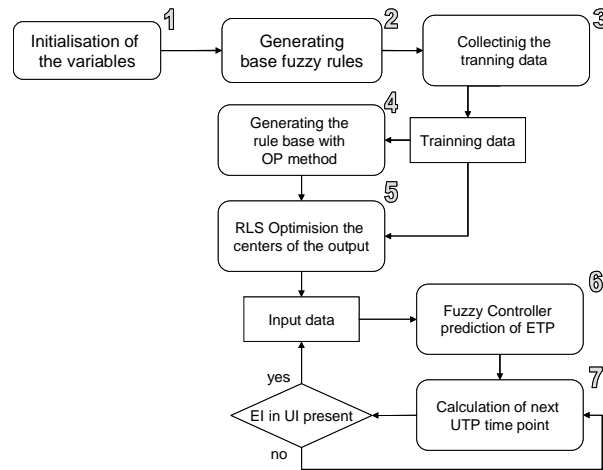 1
Initialisation of
the variables
2
Generating
base fuzzy rules
3
Collectinig the
tranning data
4
Generating the
rule base with
OP method
Trainning data
5
RLS Optimision the
centers of the output
Input data
6
Fuzzy Controller
prediction of ETP
7
Calculation of next
UTP time point
yes
EI in UI present
no